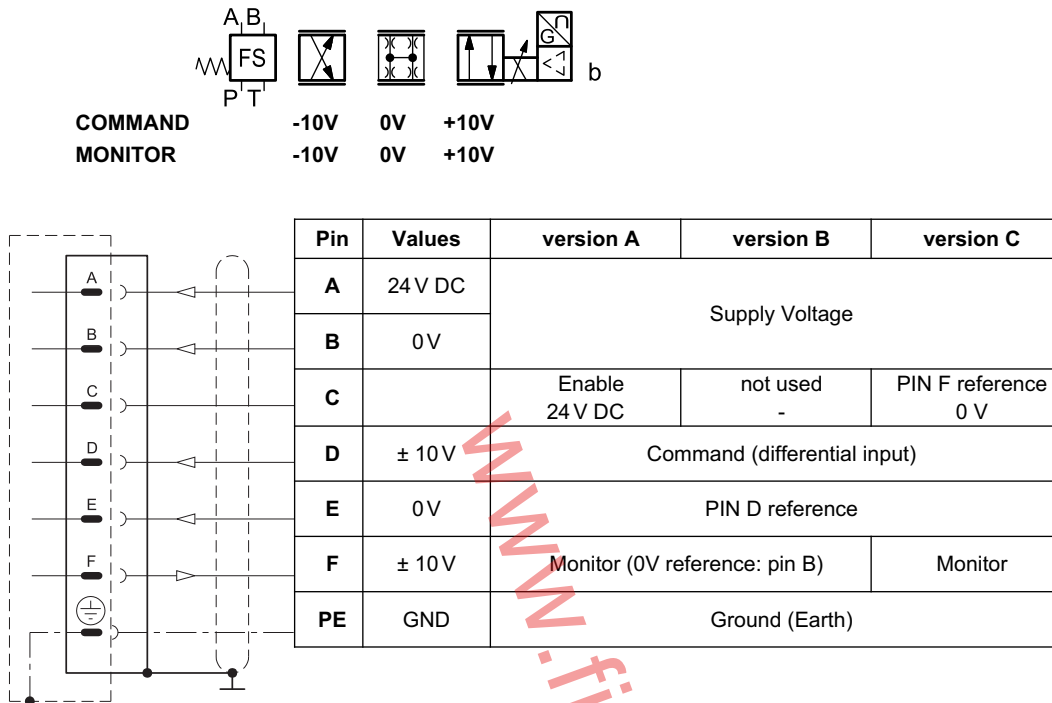 A B
FS
P T
G
b
COMMAND -10V 0V +10V
MONITOR -10V 0V +10V
Pin Values version A version B version C
A A 24 V DC Supply Voltage
B B 0 V
C C Enable 24 V DC not used - PIN F reference 0 V
D D ± 10 V Command (differential input)
E E 0 V PIN D reference
F F ± 10 V Monitor (0V reference: pin B) Monitor
PE GND Ground (Earth)
www.fi